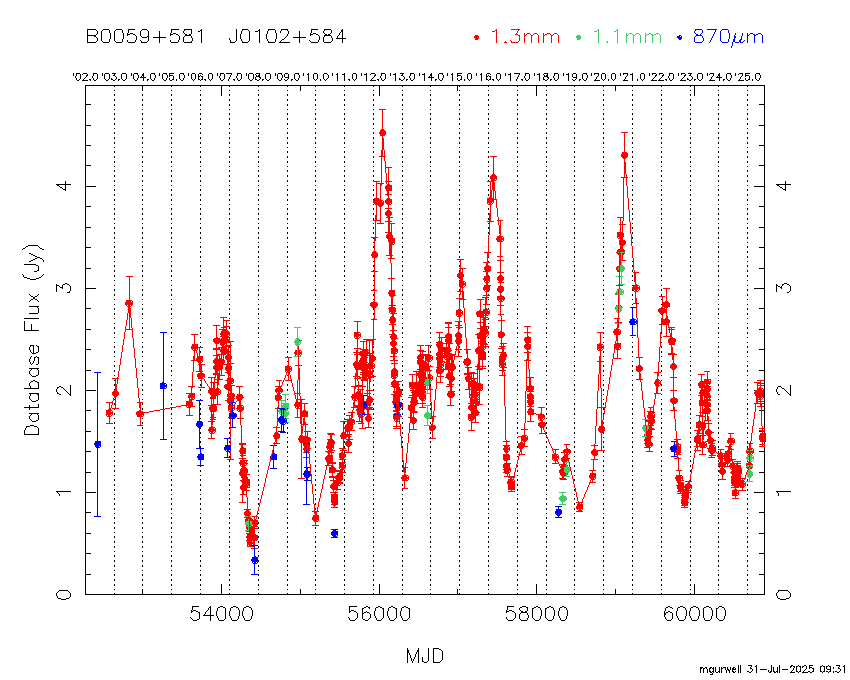 B0059+581 J0102+584
1.3mm 1.1mm 870μm
'02.0 '03.0 '04.0 '05.0 '06.0 '07.0 '08.0 '09.0 '10.0 '11.0 '12.0 '13.0 '14.0 '15.0 '16.0 '17.0 '18.0 '19.0 '20.0 '21.0 '22.0 '23.0 '24.0 '25.0
4 4
3 3
2 2
1 1
0 0
Database Flux (Jy)
54000 56000 58000 60000
MJD
mgurwell 31-Jul-2025 09:31